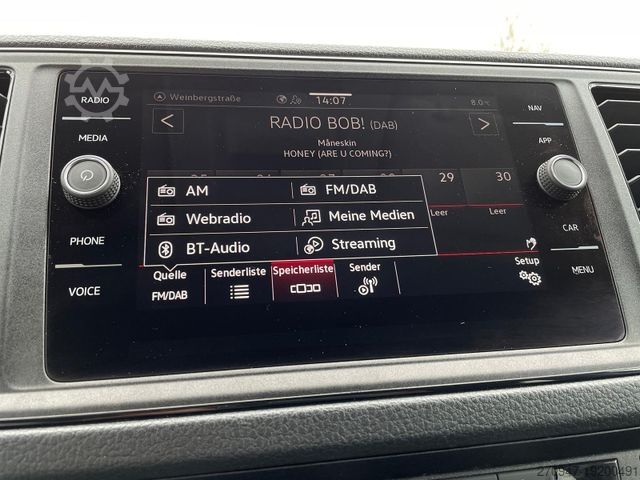 RADIO
MEDIA
PHONE
VOICE
Weinbergstraße
14:07
8.0°C
< RADIO BOB! (DAB) >
Måneskin
HONEY (ARE U COMING?)
29 30
Leer Leer
AM FM/DAB
Webradio Meine Medien
BT-Audio Streaming
Quelle Senderliste Speicherliste Sender Setup
FM/DAB
NAV
APP
CAR
MENU